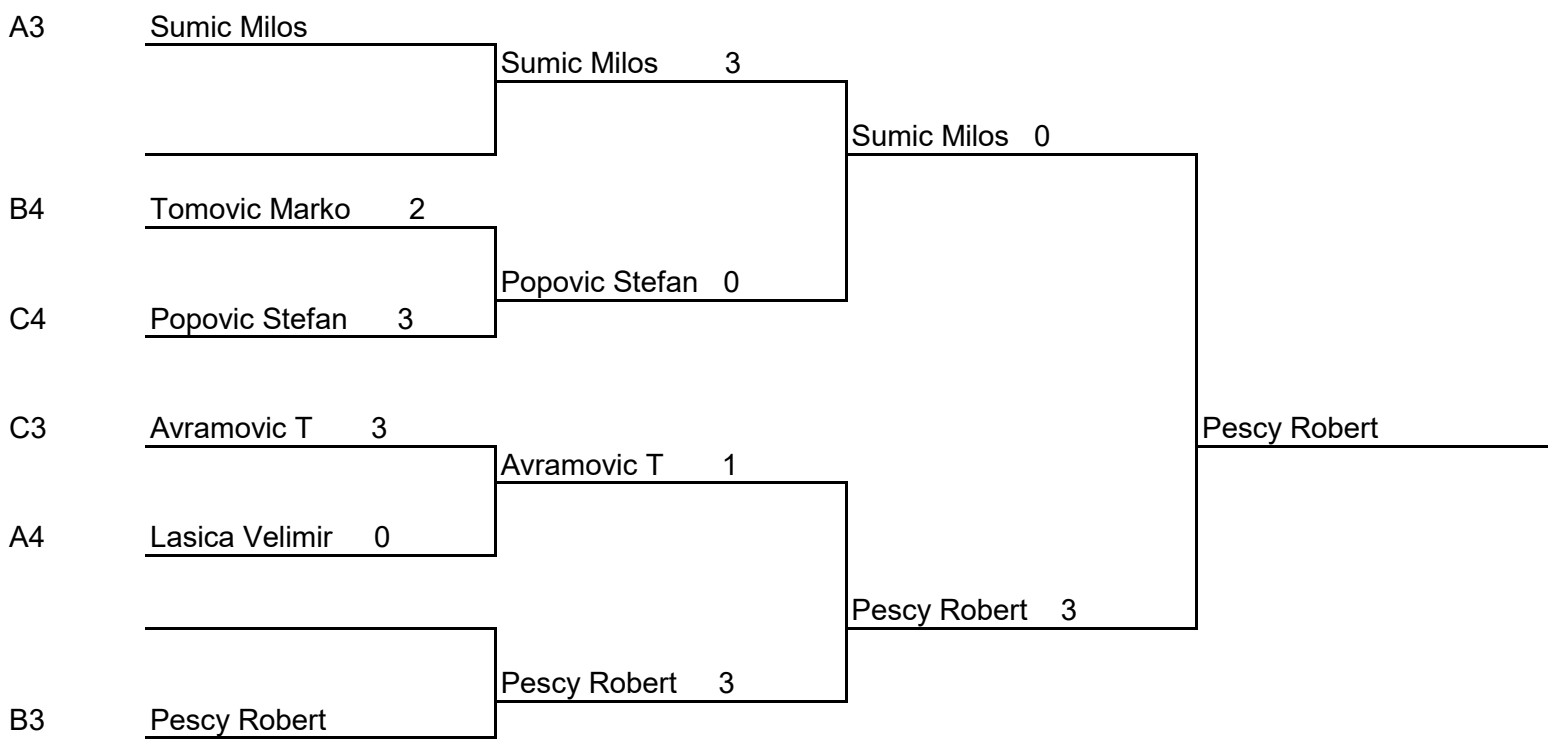 A3 Sumic Milos
Sumic Milos 3
Sumic Milos 0
B4 Tomovic Marko 2
Popovic Stefan 0
C4 Popovic Stefan 3
C3 Avramovic T 3
Pescy Robert
Avramovic T 1
A4 Lasica Velimir 0
Pescy Robert 3
Pescy Robert 3
B3 Pescy Robert